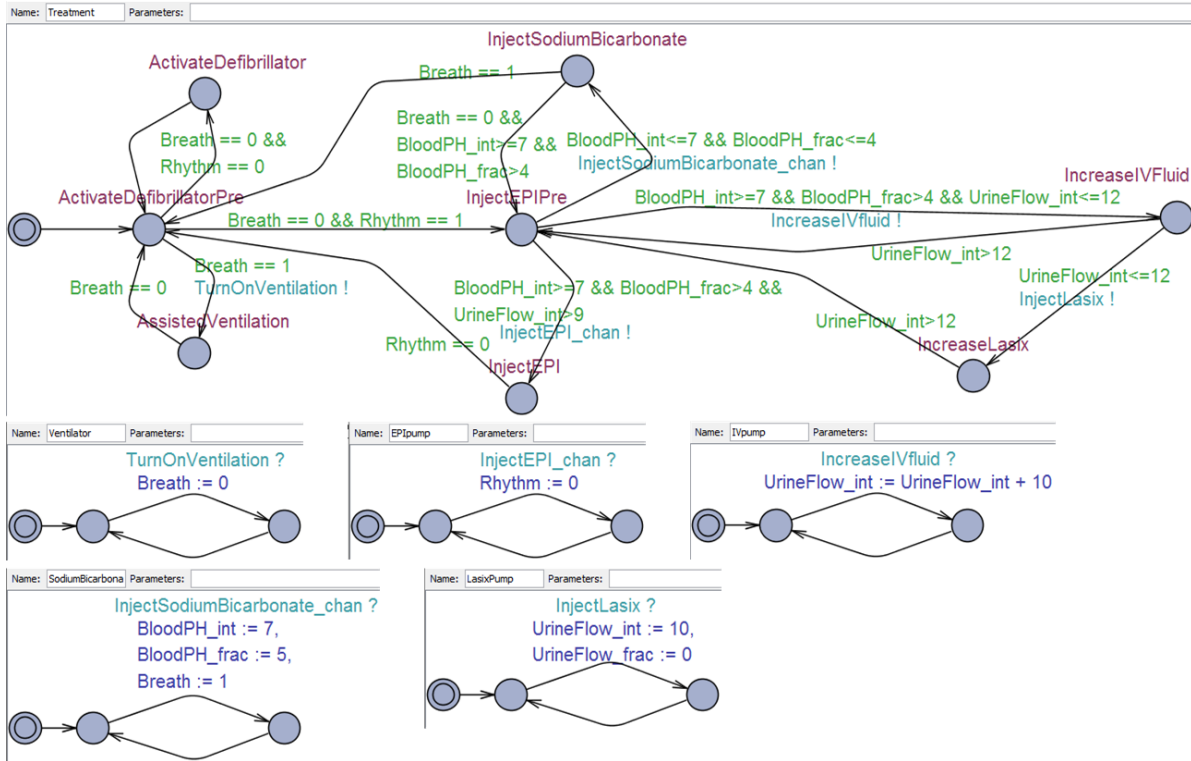 Name: Treatment Parameters:
InjectSodiumBicarbonate
ActivateDefibrillator
Breath == 1
Breath == 0 &&
Rhythm == 0
Breath == 0 &&
BloodPH_int>=7 &&
BloodPH_frac>4
BloodPH_int<=7 && BloodPH_frac<=4
InjectSodiumBicarbonate_chan !
IncreaseIVFluid
ActivateDefibrillatorPre
InjectEPIPre
BloodPH_int>=7 && BloodPH_frac>4 && UrineFlow_int<=12
IncreaseIVfluid !
Breath == 0 && Rhythm == 1
UrineFlow_int>12
Breath == 1
TurnOnVentilation !
Breath == 0
UrineFlow_int<=12
InjectLasix !
BloodPH_int>=7 && BloodPH_frac>4 &&
UrineFlow_int>9
InjectEPI_chan !
AssistedVentilation
UrineFlow_int>12
Rhythm == 0
IncreaseLasix
InjectEPI
Name: Ventilator Parameters:
TurnOnVentilation ?
Breath := 0
Name: EPIpump Parameters:
InjectEPI_chan ?
Rhythm := 0
Name: IVpump Parameters:
IncreaseIVfluid ?
UrineFlow_int := UrineFlow_int + 10
Name: SodiumBicarbona Parameters:
InjectSodiumBicarbonate_chan ?
BloodPH_int := 7,
BloodPH_frac := 5,
Breath := 1
Name: LasixPump Parameters:
InjectLasix ?
UrineFlow_int := 10,
UrineFlow_frac := 0